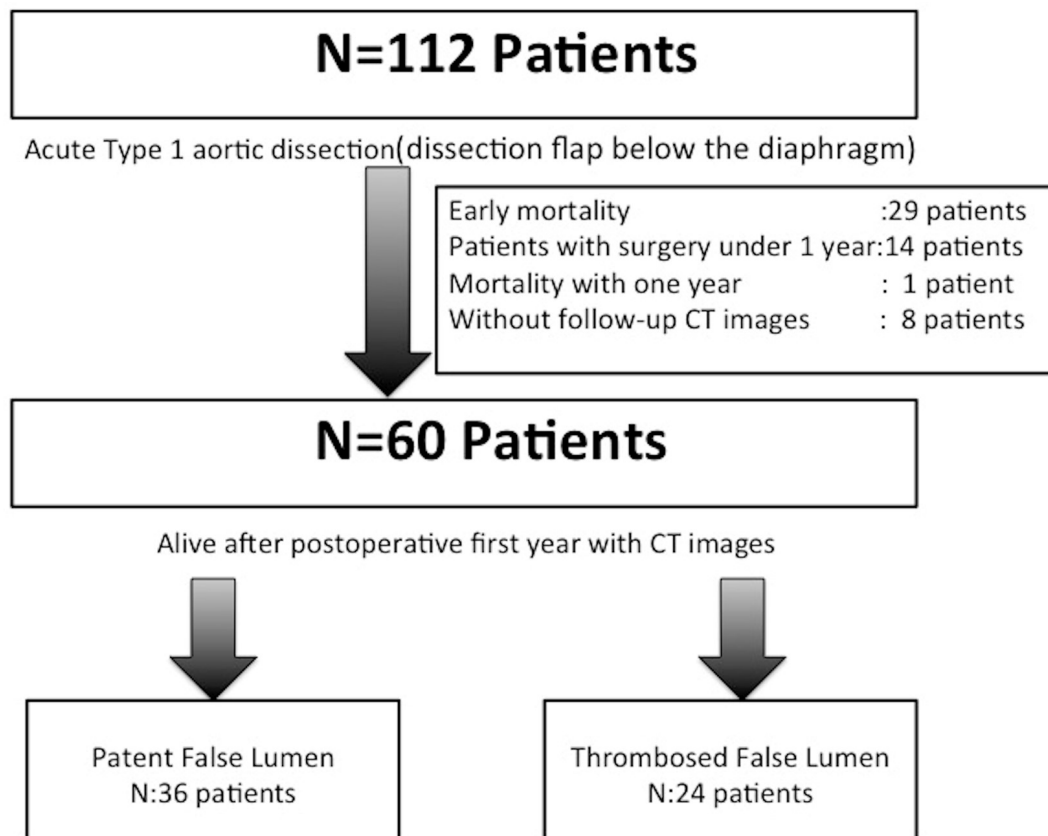 N=112 Patients
Acute Type 1 aortic dissection(dissection flap below the diaphragm)
Early mortality :29 patients
Patients with surgery under 1 year:14 patients
Mortality with one year : 1 patient
Without follow-up CT images : 8 patients
N=60 Patients
Alive after postoperative first year with CT images
Patent False Lumen
N:36 patients
Thrombosed False Lumen
N:24 patients